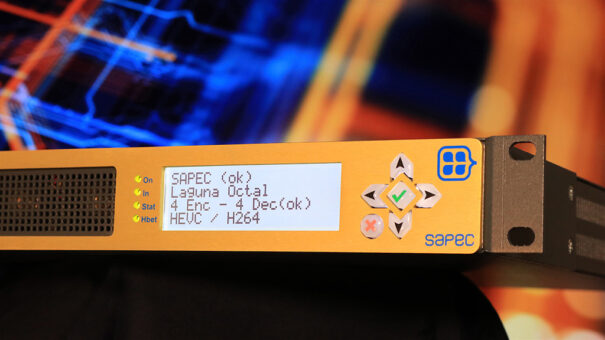 On
In
Stat
Hbet
SAPEC (ok)
Laguna Octal
4 Enc - 4 Dec(ok)
HEVC / H264
sapec